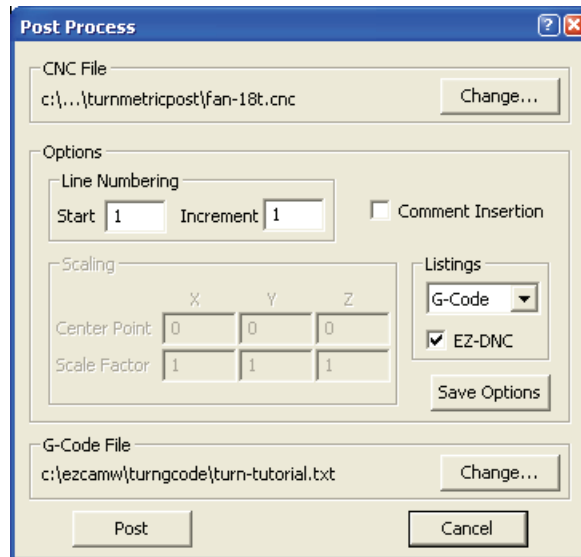 Post Process
CNC File
c:\...\turnmetricpost\fan-18t.cnc
Change...
Options
Line Numbering
Start 1 Increment 1
Comment Insertion
Scaling
X Y Z
Center Point 0 0 0
Scale Factor 1 1 1
Listings
G-Code
EZ-DNC
Save Options
G-Code File
c:\ezcamw\turngcode\turn-tutorial.txt
Change...
Post Cancel